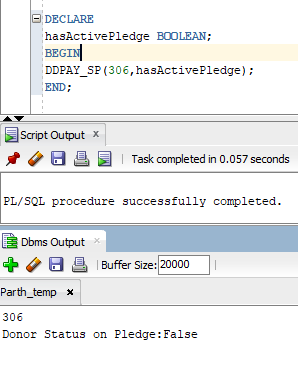 DECLARE
hasActivePledge BOOLEAN;
BEGIN
DDPAY_SP(306,hasActivePledge);
END;
Script Output x
Task completed in 0.057 seconds
PL/SQL procedure successfully completed.
Dbms Output x
Buffer Size: 20000
Parth_temp x
306
Donor Status on Pledge:False